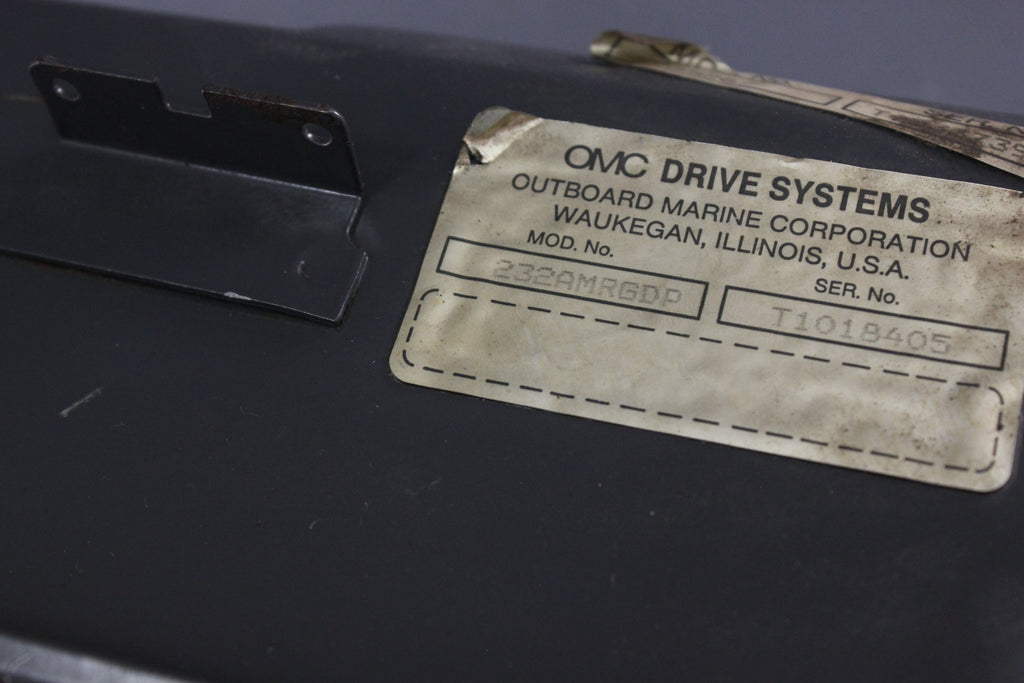 OMC DRIVE SYSTEMS
OUTBOARD MARINE CORPORATION
WAUKEGAN, ILLINOIS, U.S.A.
MOD. No.
SER. No.
232AMRGDP
T1018405